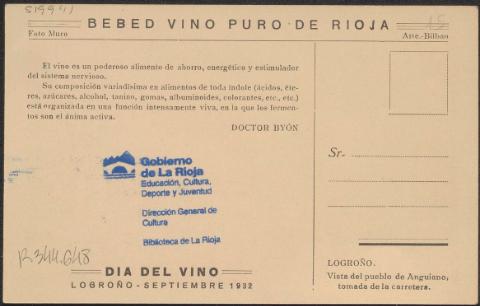 519941
BEBED VINO PURO DE RIOJA
15
Foto Muro
Arte.-Bilbao
El vino es un poderoso alimento de ahorro, energético y estimulador
del sistema nervioso.
Su composición variadísima en alimentos de toda índole (ácidos, éte-
res, azúcares, alcohol, tanino, gomas, albuminoides, colorantes, etc., etc.)
está organizada en una función intensamente viva, en la que los fermen-
tos son el ánima activa.
DOCTOR BYÓN
Sr.
Gobierno
de La Rioja
Educación, Cultura,
Deporte y Juventud
Dirección General de
Cultura
Biblioteca de La Rioja
R.344.648
DIA DEL VINO
LOGROÑO - SEPTIEMBRE 1932
LOGROÑO.
Vista del pueblo de Anguiano,
tomada de la carretera.